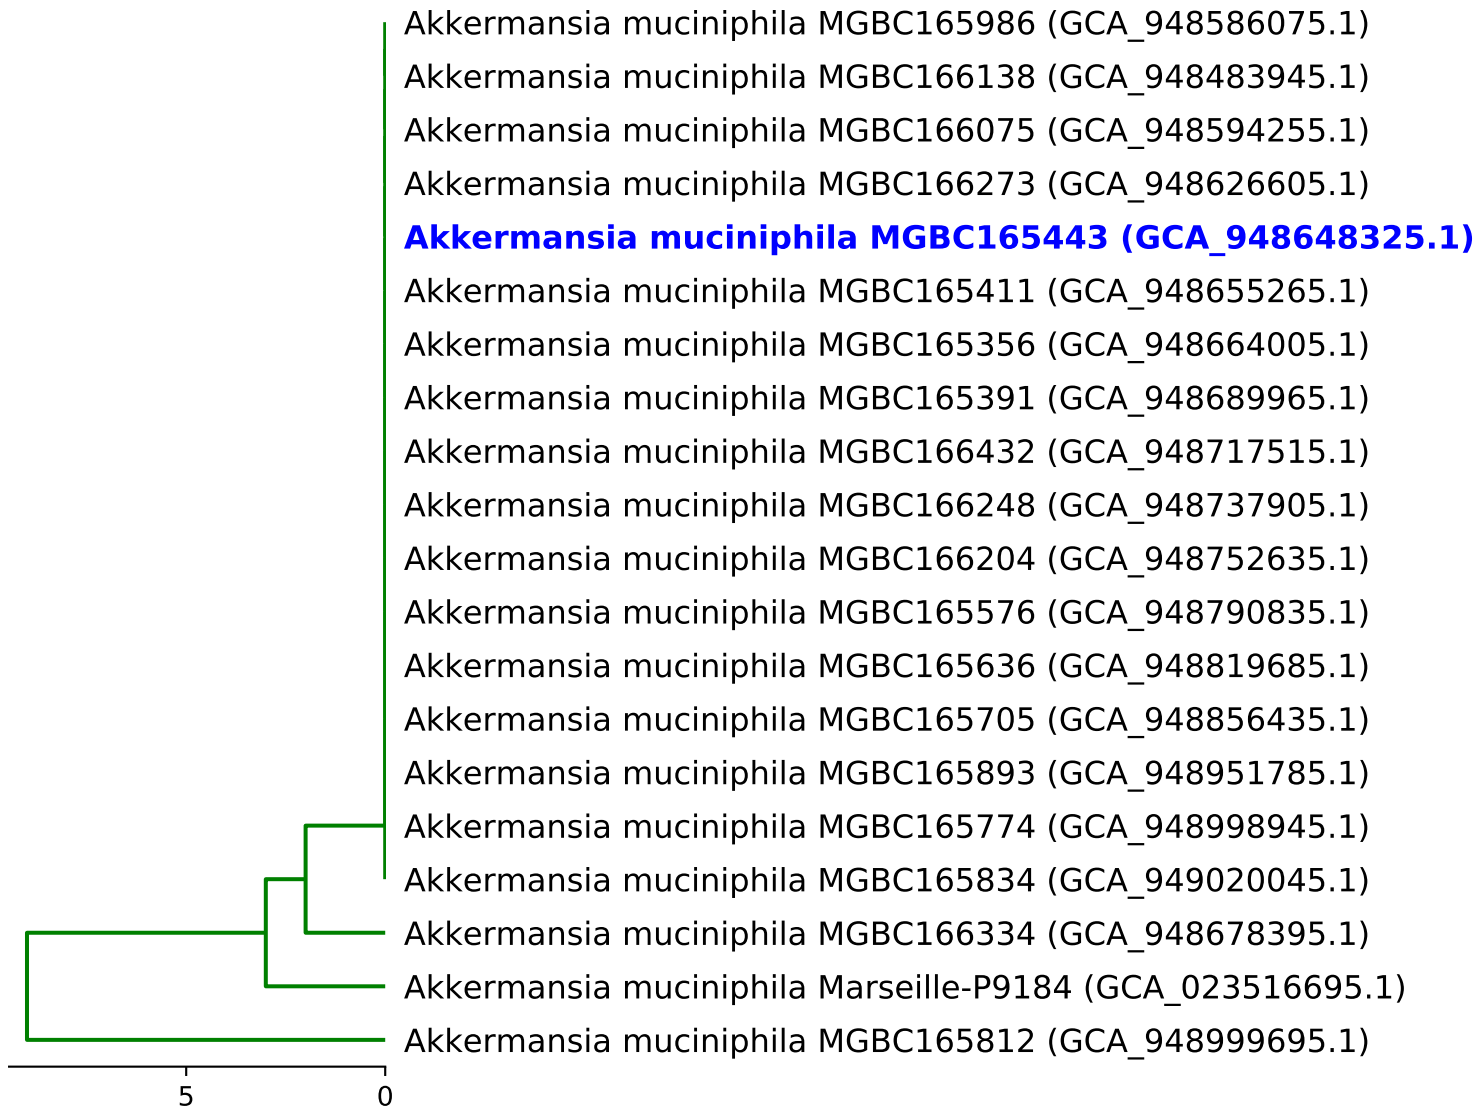 Akkermansia muciniphila MGBC165986 (GCA_948586075.1)
Akkermansia muciniphila MGBC166138 (GCA_948483945.1)
Akkermansia muciniphila MGBC166075 (GCA_948594255.1)
Akkermansia muciniphila MGBC166273 (GCA_948626605.1)
Akkermansia muciniphila MGBC165443 (GCA_948648325.1)
Akkermansia muciniphila MGBC165411 (GCA_948655265.1)
Akkermansia muciniphila MGBC165356 (GCA_948664005.1)
Akkermansia muciniphila MGBC165391 (GCA_948689965.1)
Akkermansia muciniphila MGBC166432 (GCA_948717515.1)
Akkermansia muciniphila MGBC166248 (GCA_948737905.1)
Akkermansia muciniphila MGBC166204 (GCA_948752635.1)
Akkermansia muciniphila MGBC165576 (GCA_948790835.1)
Akkermansia muciniphila MGBC165636 (GCA_948819685.1)
Akkermansia muciniphila MGBC165705 (GCA_948856435.1)
Akkermansia muciniphila MGBC165893 (GCA_948951785.1)
Akkermansia muciniphila MGBC165774 (GCA_948998945.1)
Akkermansia muciniphila MGBC165834 (GCA_949020045.1)
Akkermansia muciniphila MGBC166334 (GCA_948678395.1)
Akkermansia muciniphila Marseille-P9184 (GCA_023516695.1)
Akkermansia muciniphila MGBC165812 (GCA_948999695.1)
5 0